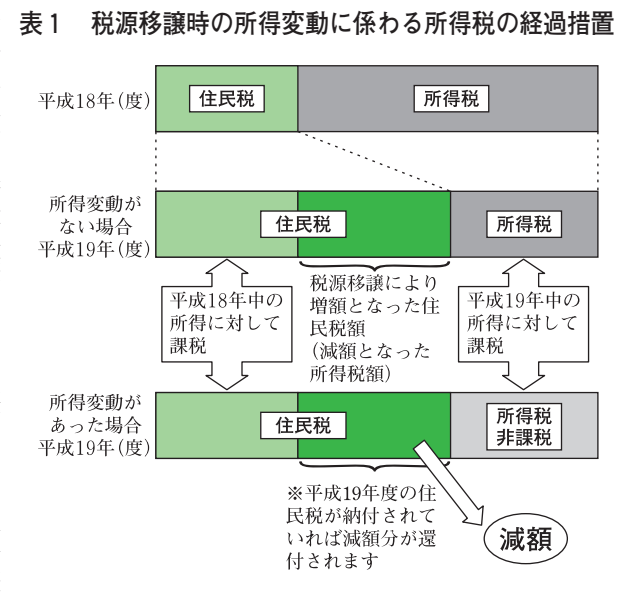 表1　税源移譲時の所得変動に係わる所得税の経過措置
平成18年(度)
住民税
所得税
所得変動が
ない場合
平成19年(度)
住民税
所得税
平成18年中の
所得に対して
課税
税源移譲により
増額となった住
民税額
(減額となった
所得税額)
平成19年中の
所得に対して
課税
所得変動が
あった場合
平成19年(度)
住民税
所得税
非課税
※平成19年度の住
民税が納付されて
いれば減額分が還
付されます
減額